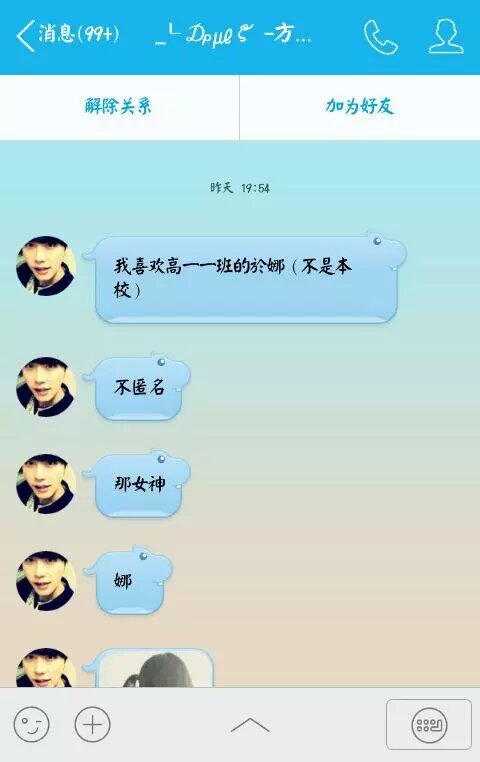 消息(99+)
_╰ Dpμe ζ -方...
解除关系
加为好友
昨天 19:54
我喜欢高一一班的於娜（不是本
校）
不匿名
那女神
娜